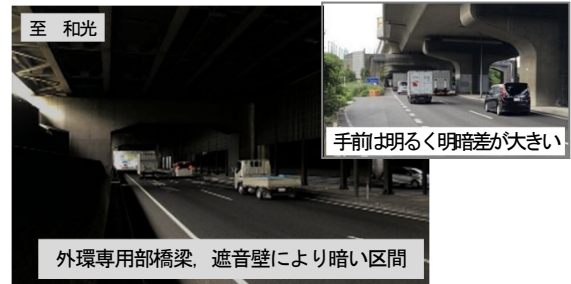 至　和光
手前は明るく明暗差が大きい
外環専用部橋梁，遮音壁により暗い区間